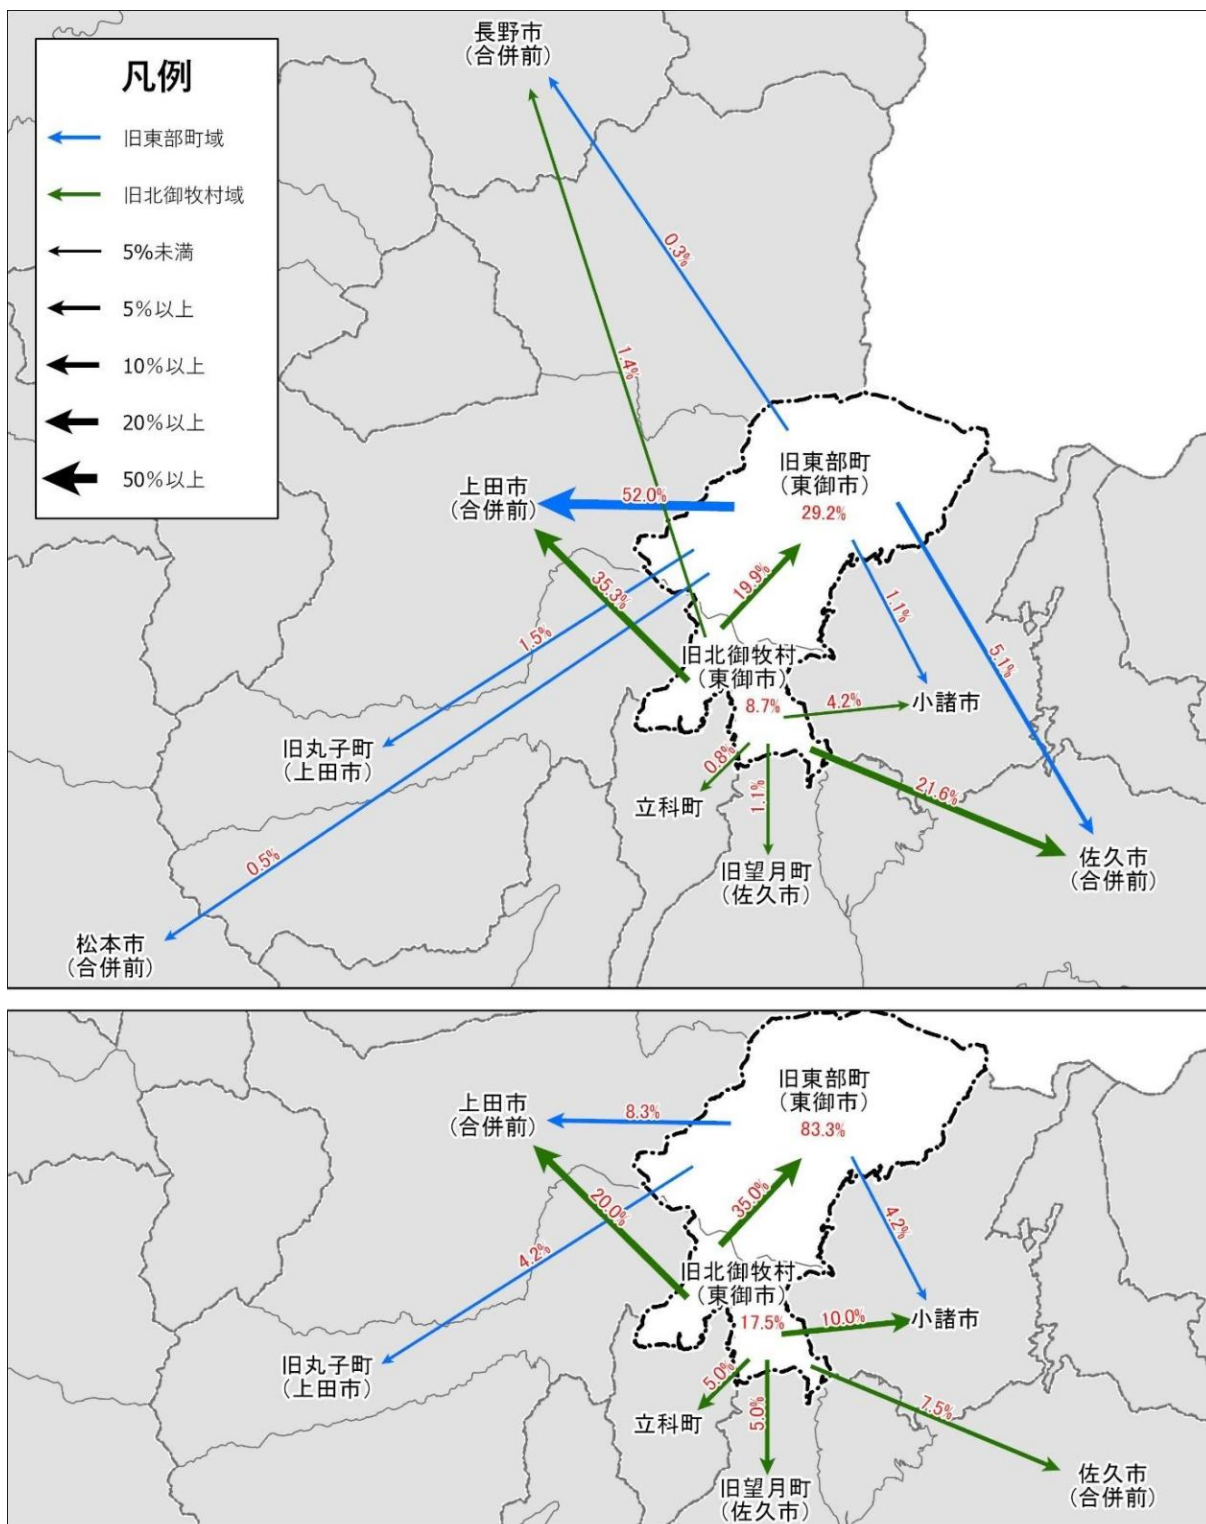 凡例
旧東部町域
旧北御牧村域
5%未満
5%以上
10%以上
20%以上
50%以上
長野市
(合併前)
0.3%
1.4%
旧東部町
(東御市)
29.2%
上田市
(合併前)
52.0%
35.3%
19.9%
1.1%
5.1%
1.5%
旧北御牧村
(東御市)
8.7%
4.2%
小諸市
旧丸子町
(上田市)
0.8%
立科町
1.1%
21.6%
旧望月町
(佐久市)
佐久市
(合併前)
0.5%
松本市
(合併前)
旧東部町
(東御市)
83.3%
上田市
(合併前)
8.3%
20.0%
35.0%
4.2%
4.2%
旧北御牧村
(東御市)
17.5%
10.0%
小諸市
旧丸子町
(上田市)
5.0%
立科町
5.0%
7.5%
旧望月町
(佐久市)
佐久市
(合併前)